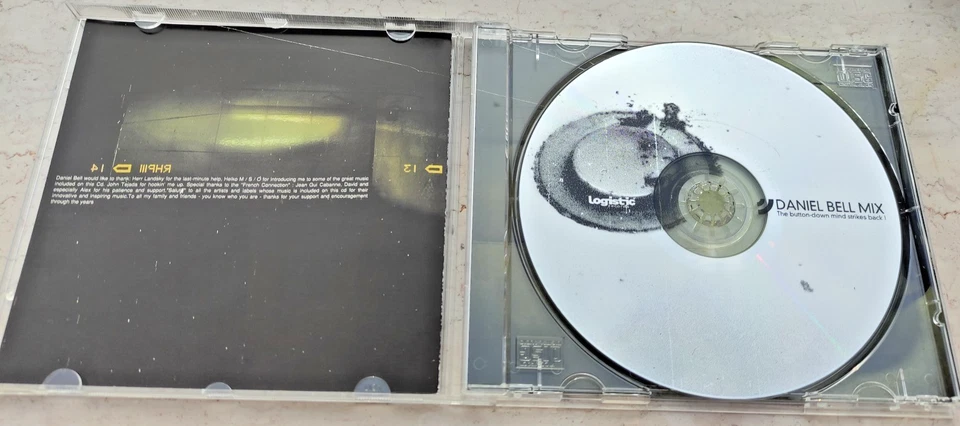 14 RHPIII 13
Daniel Bell would like to thank: Herr Landsky for the last-minute help, Heiko M / S / O for introducing me to some of the great music
included on this Cd, John Tejada for hookin' me up. Special thanks to the "French Connection" : Jean Gui Cabanne, David and
especially Alex for his patience and support, to all the artists and labels whose music is included on this cd for their
innovative and inspiring music. To all my family and friends - you know who you are - thanks for your support and encouragement
through the years
Logistic
DANIEL BELL MIX
The button-down mind strikes back !
DISC